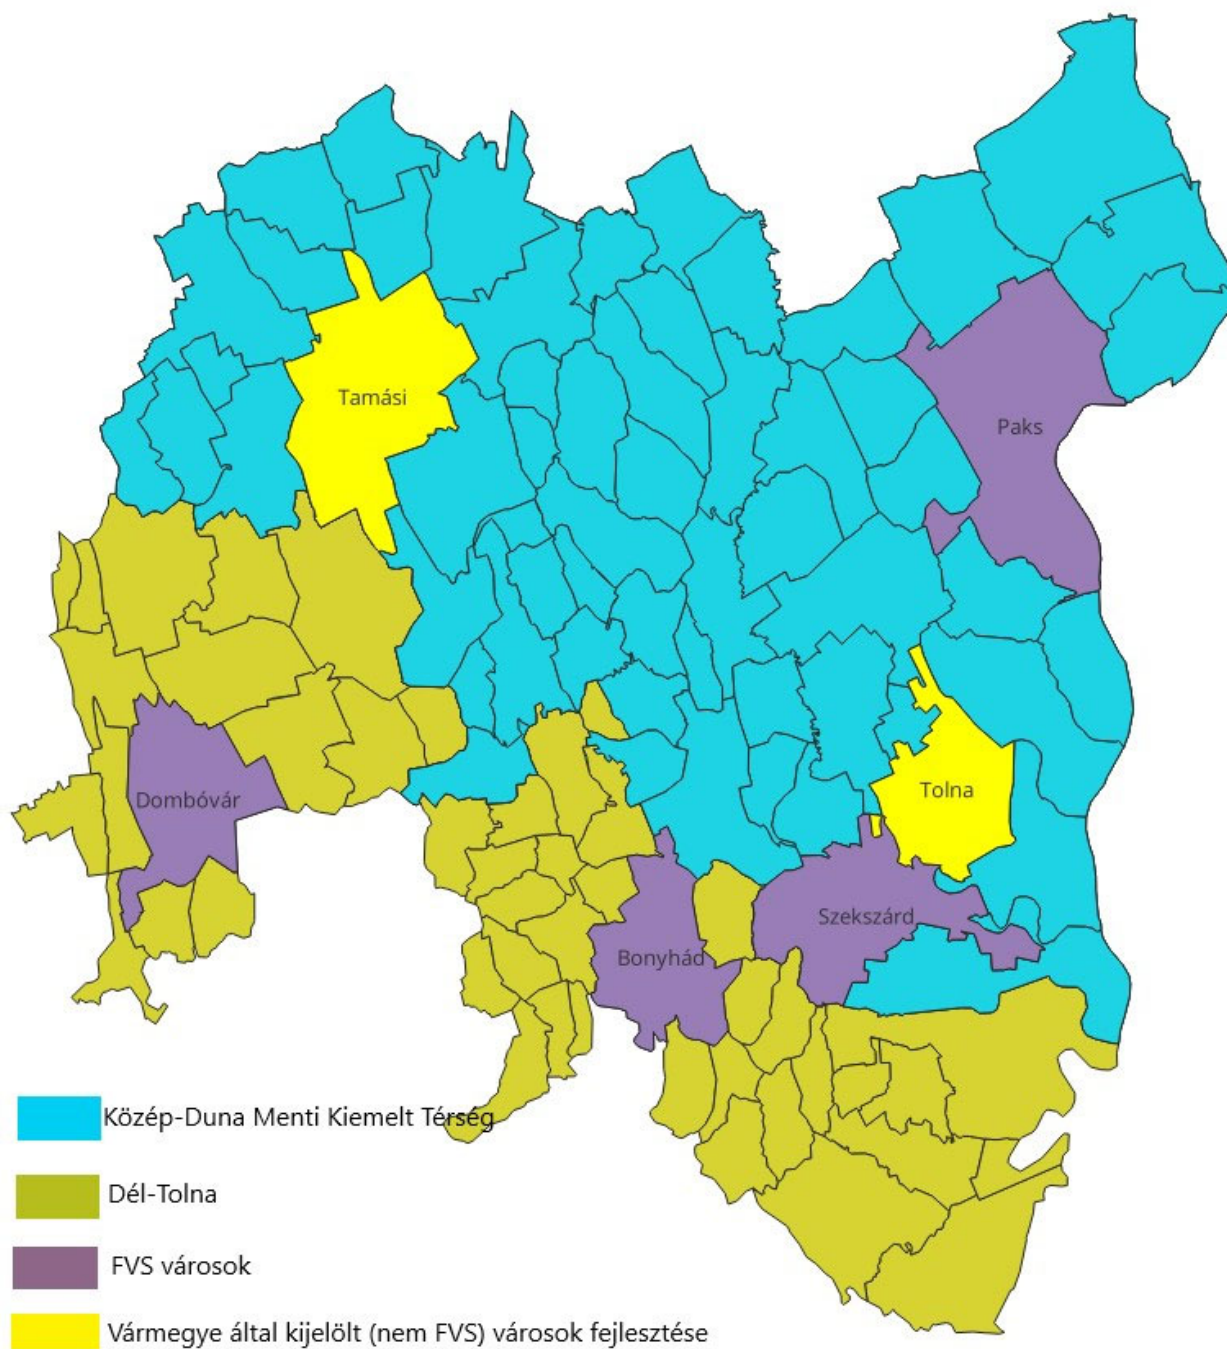 Tamási
Paks
Dombóvár
Tolna
Szekszárd
Bonyhád
Közép-Duna Menti Kiemelt Térség
Dél-Tolna
FVS városok
Vármegye által kijelölt (nem FVS) városok fejlesztése